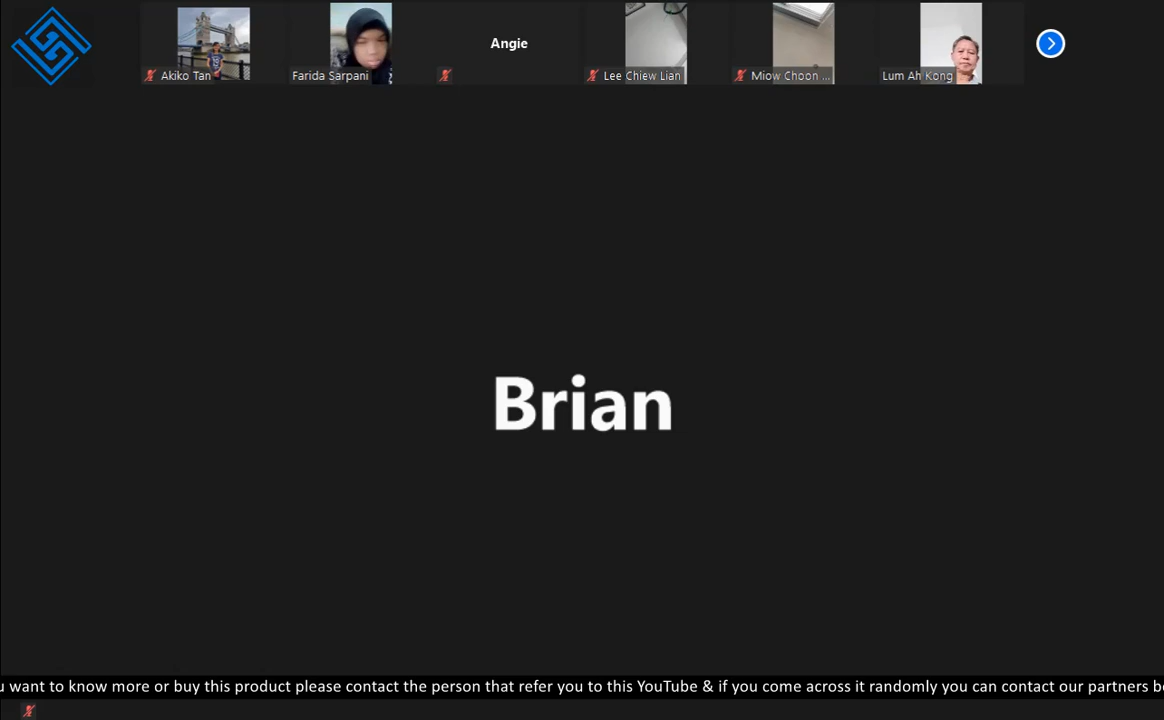 Angie
Akiko Tan
Farida Sarpani
Lee Chiew Lian
Miow Choon ...
Lum Ah Kong
Brian
want to know more or buy this product please contact the person that refer you to this YouTube & if you come across it randomly you can contact our partners